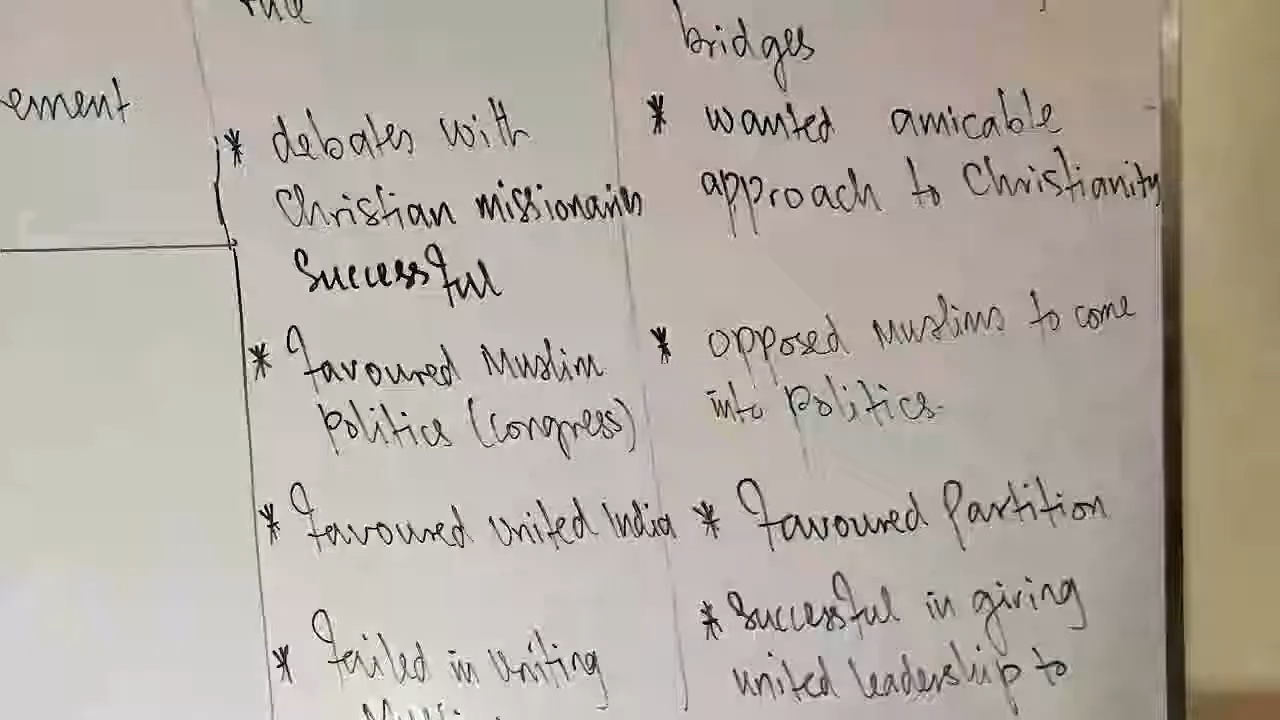 ement
* debates with
Christian missionaries
Successful
* favoured Muslim
politics (congress)
* favoured united India
* failed in uniting
bridges
* wanted amicable
approach to Christianity
* opposed Muslims to come
into politics.
* favoured Partition
* Successful in giving
united leadership to